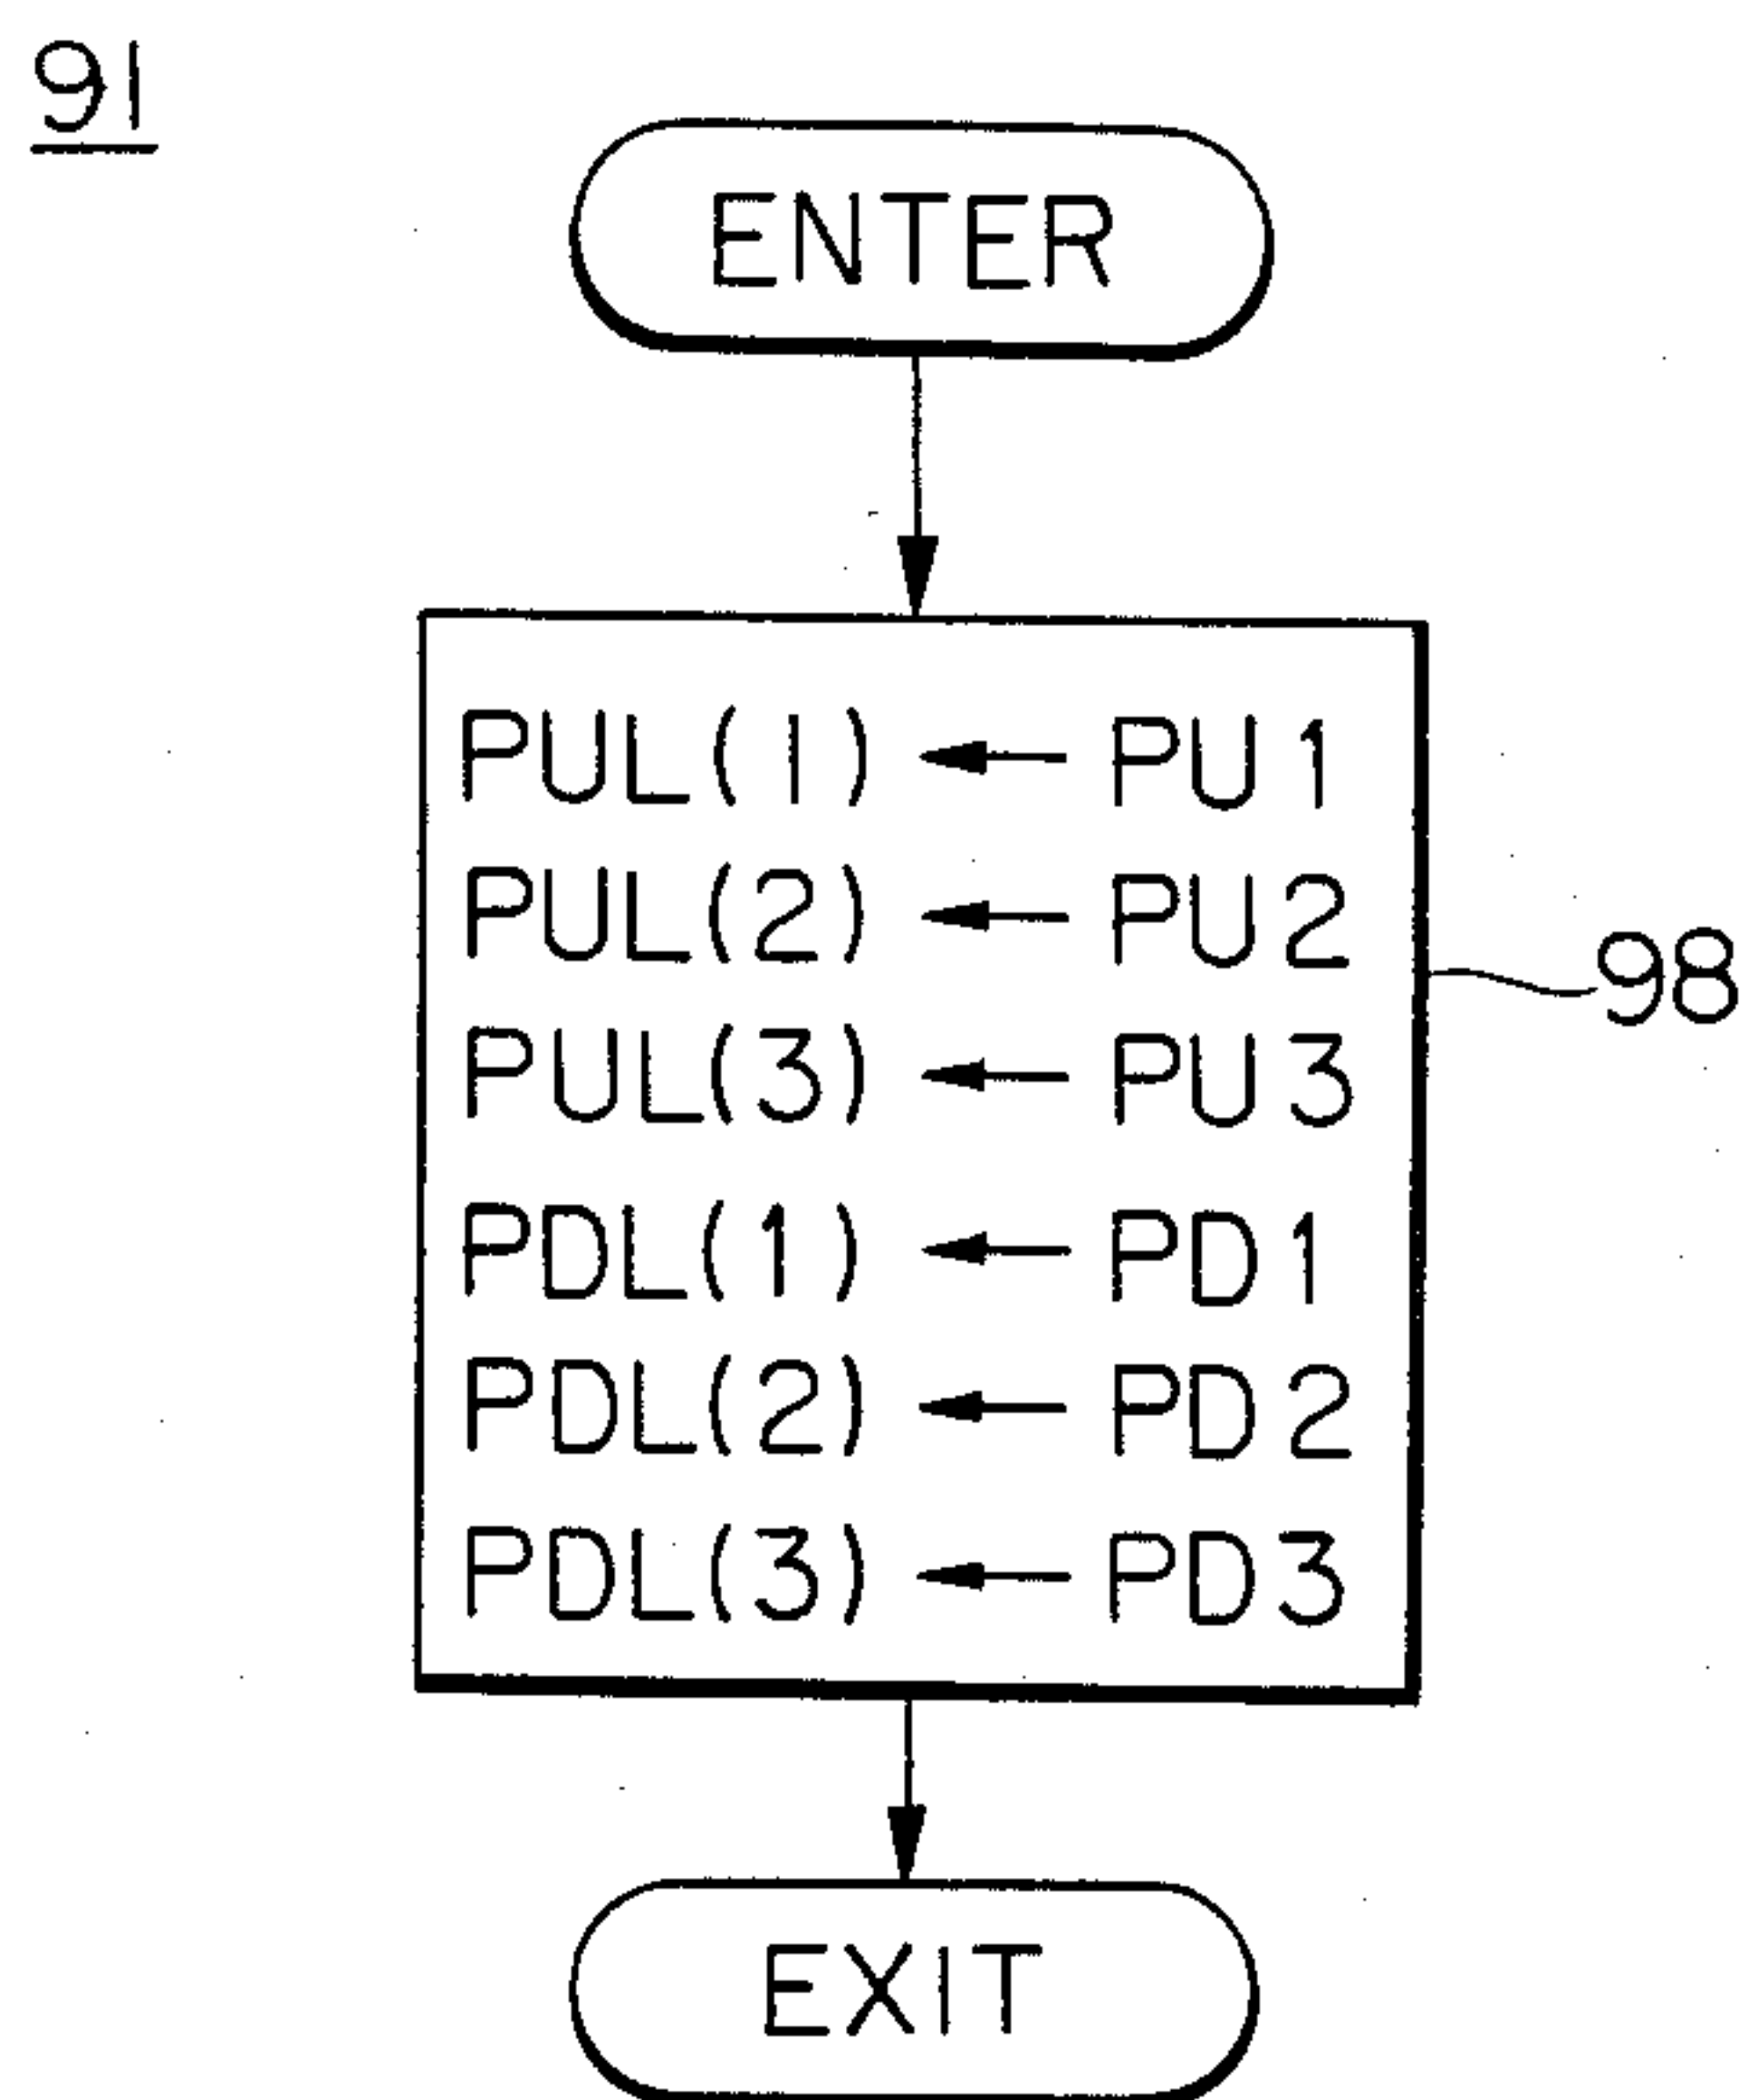 91
ENTER
PUL(1) ← PU1
PUL(2) ← PU2
PUL(3) ← PU3
PDL(1) ← PD1
PDL(2) ← PD2
PDL(3) ← PD3
98
EXIT